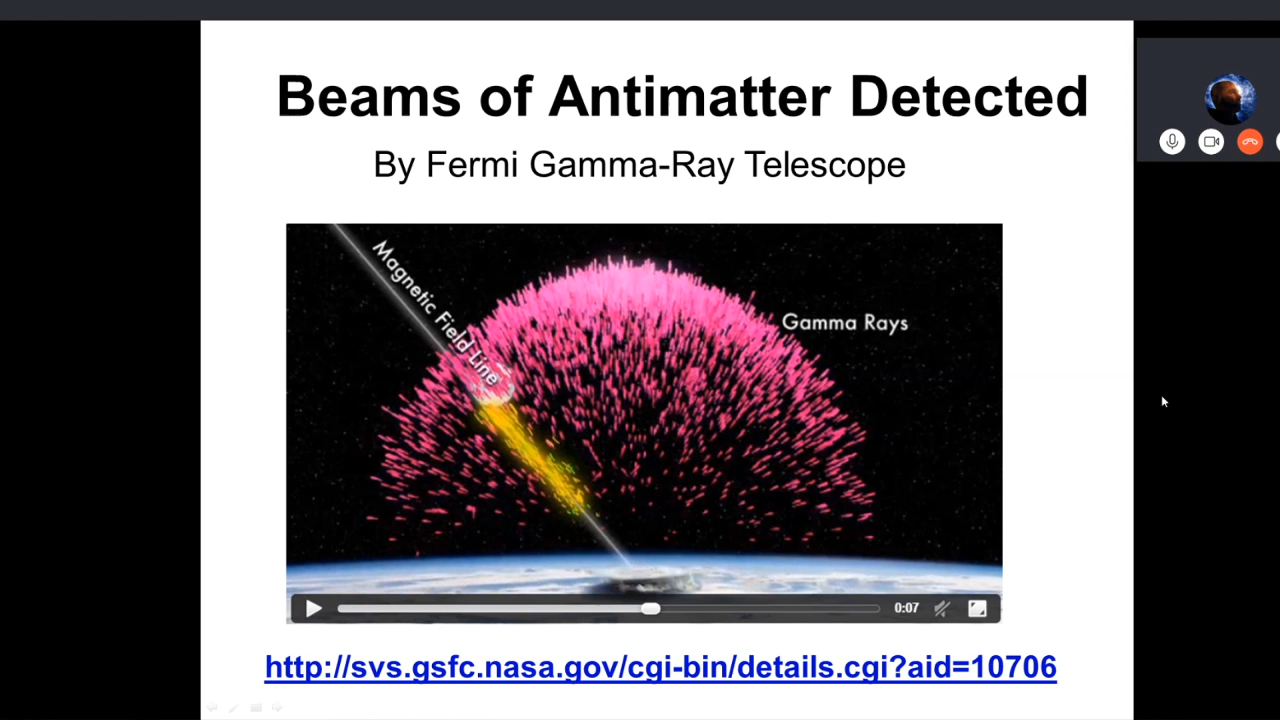 Beams of Antimatter Detected
By Fermi Gamma-Ray Telescope
Magnetic Field Line
Gamma Rays
0:07
http://svs.gsfc.nasa.gov/cgi-bin/details.cgi?aid=10706